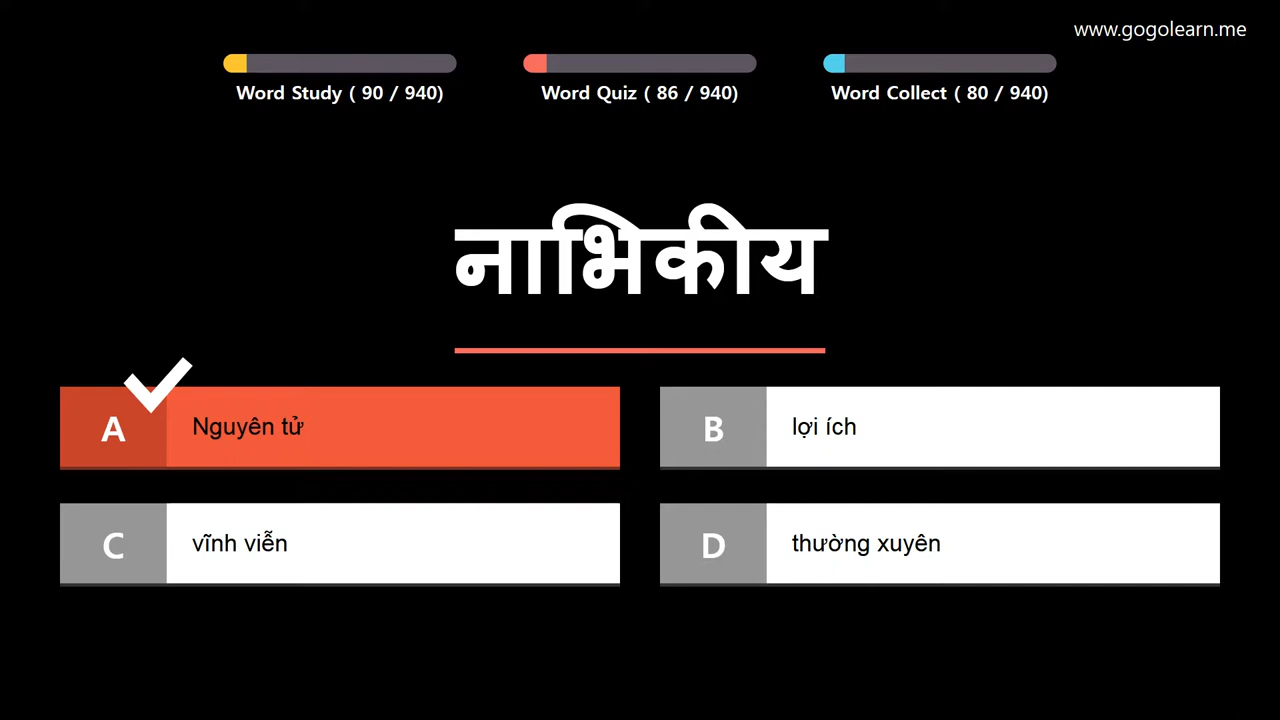 www.gogolearn.me
Word Study ( 90 / 940)
Word Quiz ( 86 / 940)
Word Collect ( 80 / 940)
नाभिकीय
A Nguyên tử
B lợi ích
C vĩnh viễn
D thường xuyên